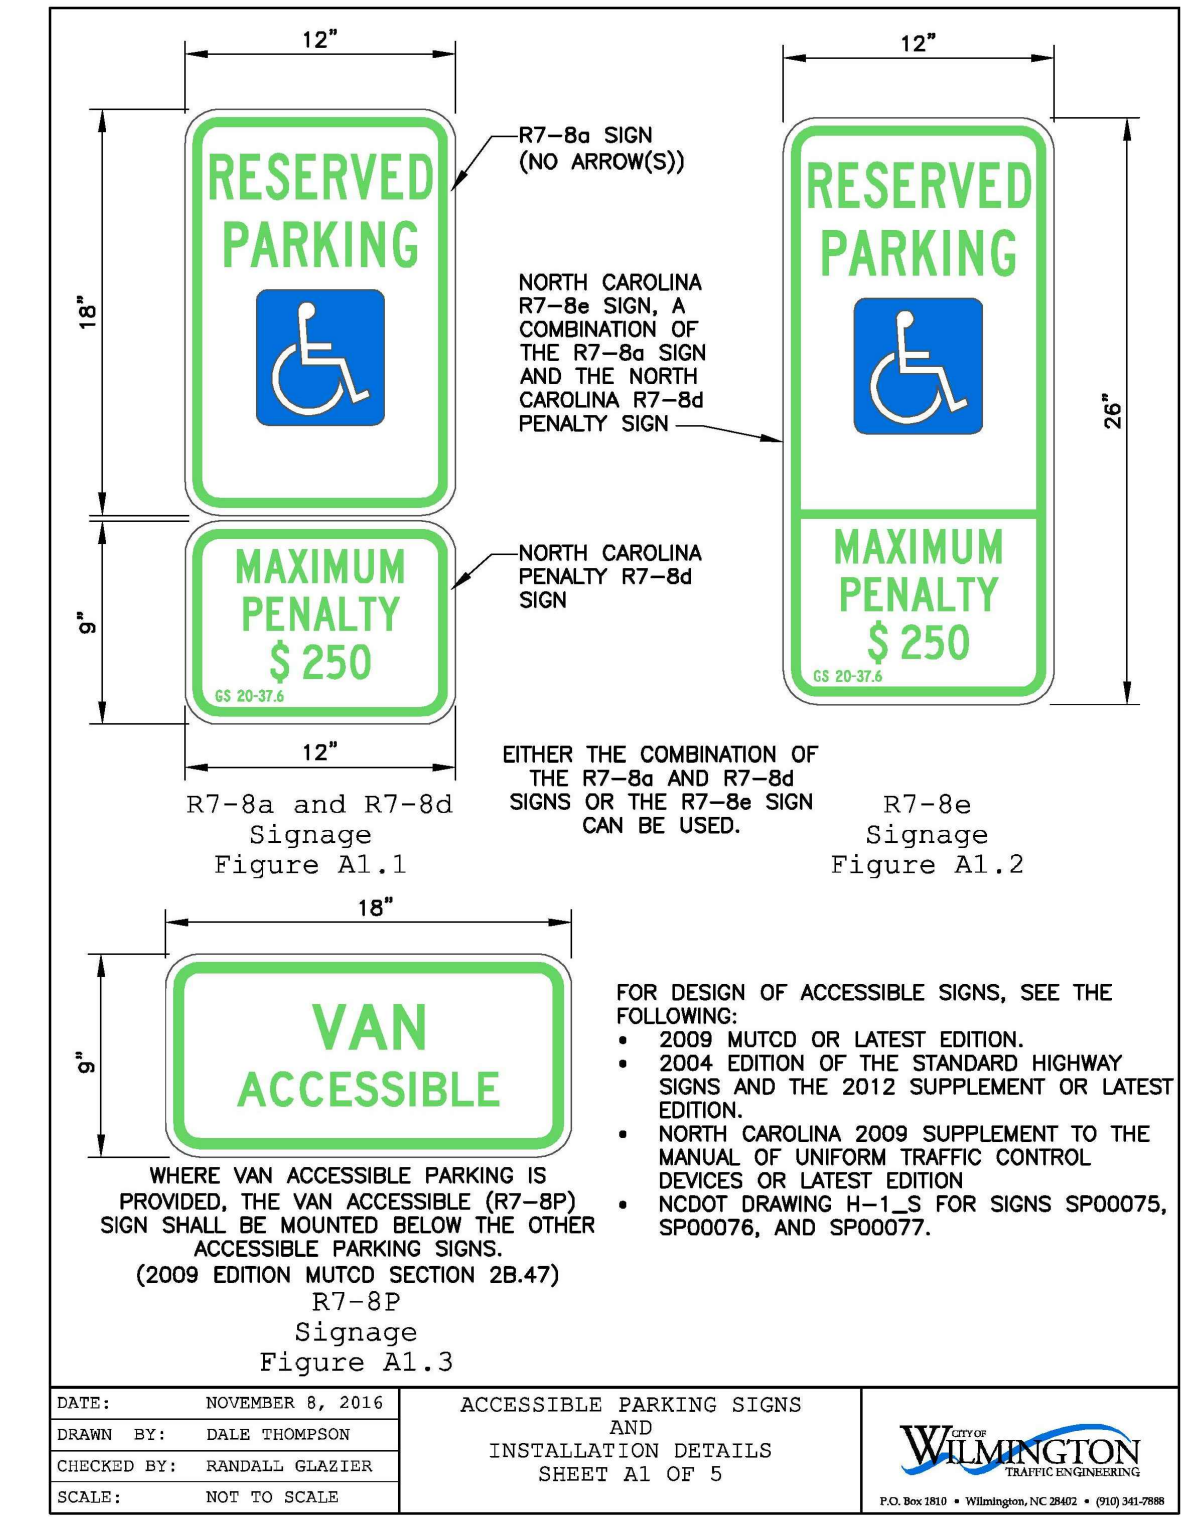 12"
18"
RESERVED
PARKING
R7-8a SIGN
(NO ARROW(S))
NORTH CAROLINA
R7-8e SIGN, A
COMBINATION OF
THE R7-8a SIGN
AND THE NORTH
CAROLINA R7-8d
PENALTY SIGN
9"
MAXIMUM
PENALTY
$ 250
GS 20-37.6
NORTH CAROLINA
PENALTY R7-8d
SIGN
12"
R7-8a and R7-8d
Signage
Figure A1.1
12"
26"
RESERVED
PARKING
MAXIMUM
PENALTY
$ 250
GS 20-37.6
EITHER THE COMBINATION OF
THE R7-8a AND R7-8d
SIGNS OR THE R7-8e SIGN
CAN BE USED.
R7-8e
Signage
Figure A1.2
18"
9"
VAN
ACCESSIBLE
WHERE VAN ACCESSIBLE PARKING IS
PROVIDED, THE VAN ACCESSIBLE (R7-8P)
SIGN SHALL BE MOUNTED BELOW THE OTHER
ACCESSIBLE PARKING SIGNS.
(2009 EDITION MUTCD SECTION 2B.47)
R7-8P
Signage
Figure A1.3
FOR DESIGN OF ACCESSIBLE SIGNS, SEE THE
FOLLOWING:
• 2009 MUTCD OR LATEST EDITION.
• 2004 EDITION OF THE STANDARD HIGHWAY
SIGNS AND THE 2012 SUPPLEMENT OR LATEST
EDITION.
• NORTH CAROLINA 2009 SUPPLEMENT TO THE
MANUAL OF UNIFORM TRAFFIC CONTROL
DEVICES OR LATEST EDITION
• NCDOT DRAWING H-1_S FOR SIGNS SP00075,
SP00076, AND SP00077.
DATE: NOVEMBER 8, 2016
DRAWN BY: DALE THOMPSON
CHECKED BY: RANDALL GLAZIER
SCALE: NOT TO SCALE
ACCESSIBLE PARKING SIGNS
AND
INSTALLATION DETAILS
SHEET A1 OF 5
CITY OF
WILMINGTON
TRAFFIC ENGINEERING
P.O. Box 1810 • Wilmington, NC 28402 • (910) 341-7888